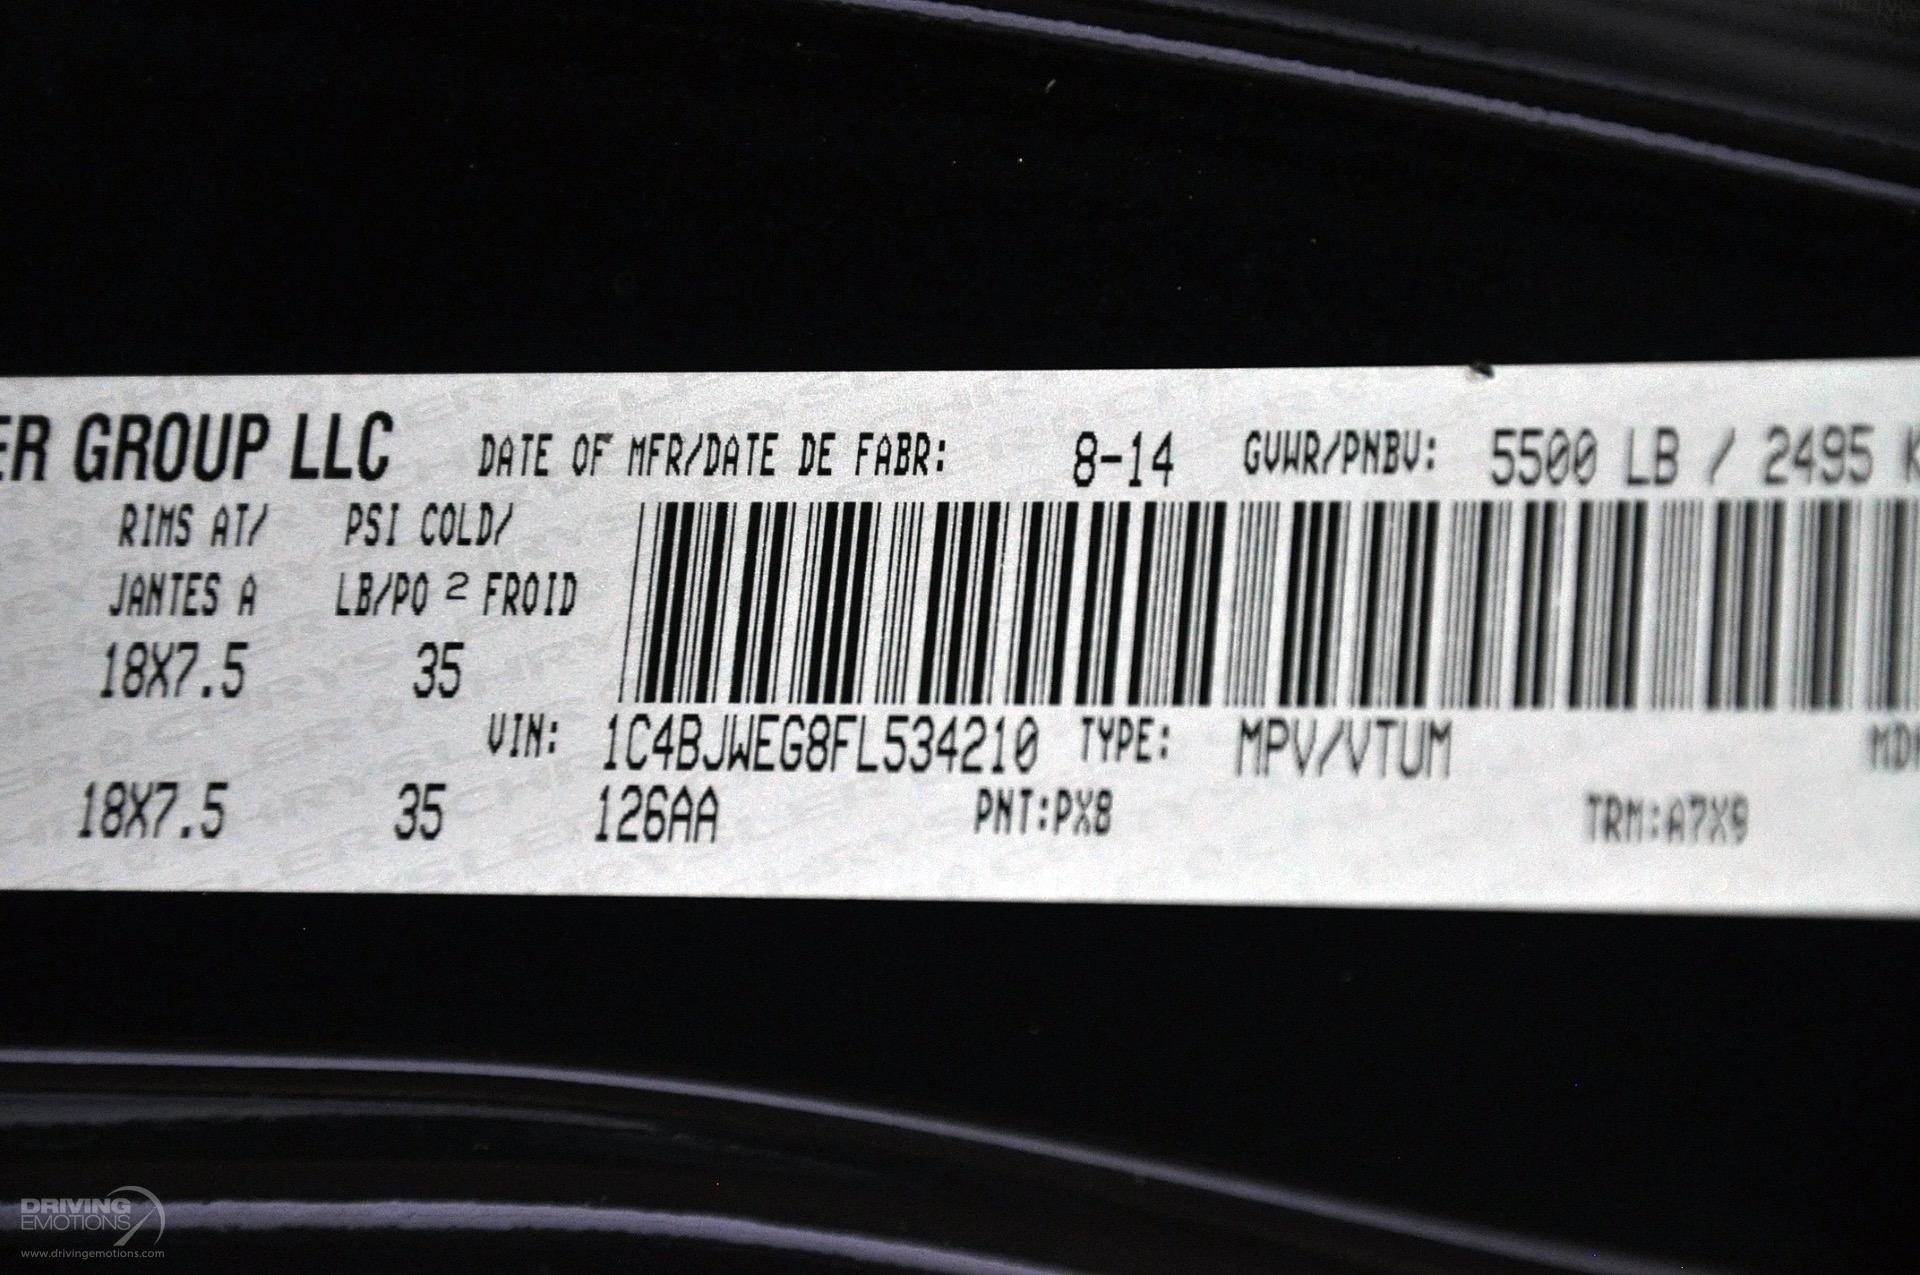 ER GROUP LLC DATE OF MFR/DATE DE FABR: 8-14 GVWR/PNBV: 5500 LB / 2495 K
RIMS AT/ PSI COLD/
JANTES A LB/PO 2 FROID
18X7.5 35
VIN: 1C4BJWEG8FL534210 TYPE: MPV/VTUM MDH
18X7.5 35 126AA PNT:PX8 TRM:A7X9
DRIVING
EMOTIONS
www.drivingemotions.com